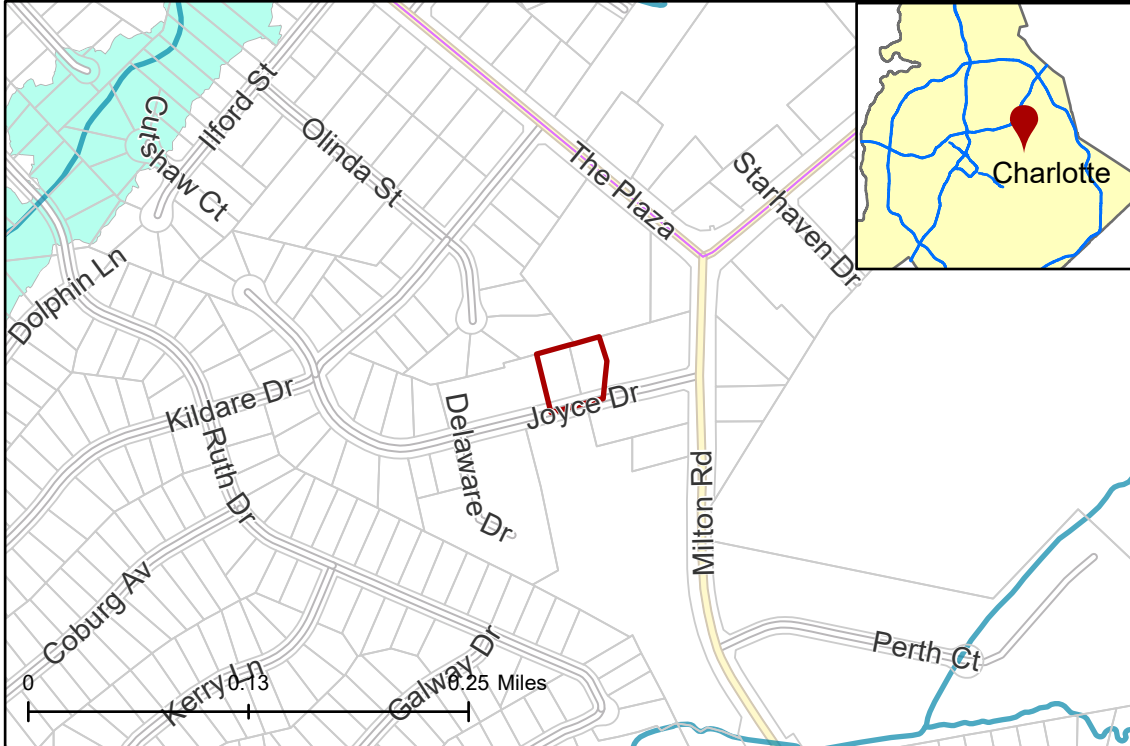 Ilford St
Cutshaw Ct
Olinda St
The Plaza
Starhaven Dr
Charlotte
Dolphin Ln
Kildare Dr
Ruth Dr
Delaware Dr
Joyce Dr
Milton Rd
Coburg Av
Kerry Ln
Galway Dr
Perth Ct
0
0.13
0.25 Miles